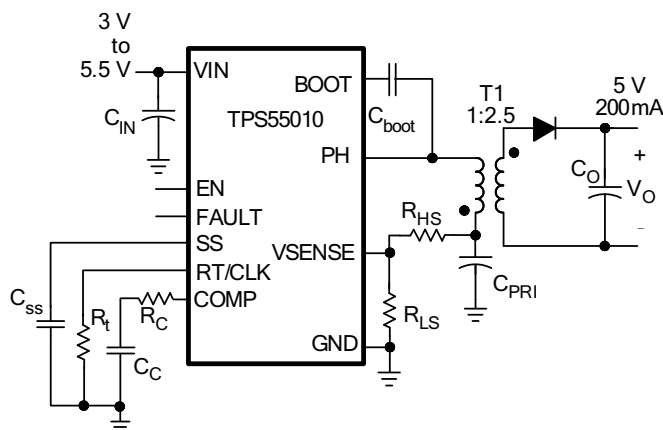 3 V
to
5.5 V
VIN
BOOT
T1
1:2.5
5 V
200mA
C_IN
TPS55010
C_boot
PH
C_O
+
V_O
-
EN
FAULT
R_HS
SS
VSENSE
RT/CLK
C_PRI
C_ss
COMP
R_t
R_C
R_LS
C_C
GND